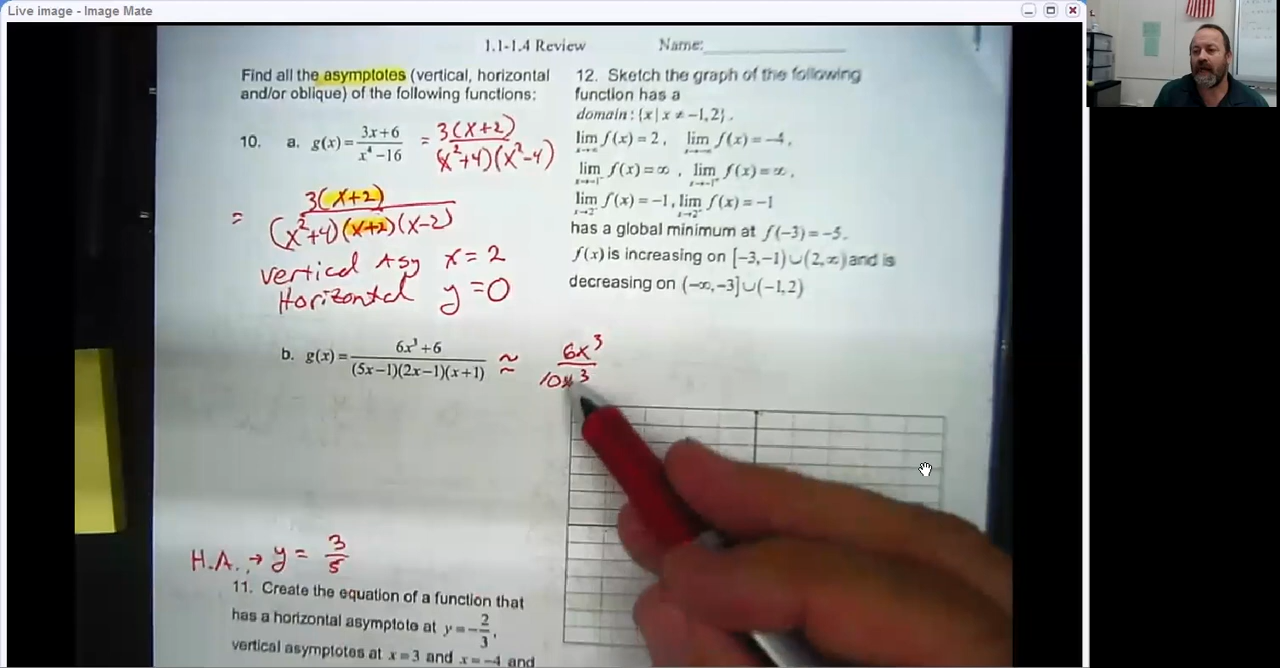 Live image - Image Mate
1.1-1.4 Review Name:
Find all the asymptotes (vertical, horizontal
and/or oblique) of the following functions:
10. a. g(x) = 3x+6 / x⁴−16 = 3(x+2) / (x²+4)(x²−4)
= 3(x+2) / (x²+4)(x+2)(x−2)
vertical Asy x = 2
Horizontal y = 0
b. g(x) = 6x³+6 / (5x−1)(2x−1)(x+1) ≈ 6x³ / 10x³
H.A. → y = 3/5
11. Create the equation of a function that
has a horizontal asymptote at y = −2/3,
vertical asymptotes at x = 3 and x = −4 and
12. Sketch the graph of the following
function has a
domain: {x | x ≠ −1, 2}.
lim f(x) = 2, lim f(x) = −4,
lim f(x) = ∞, lim f(x) = ∞,
lim f(x) = −1, lim f(x) = −1
has a global minimum at f(−3) = −5.
f(x) is increasing on [−3,−1)∪(2,∞) and is
decreasing on (−∞,−3]∪(−1,2)